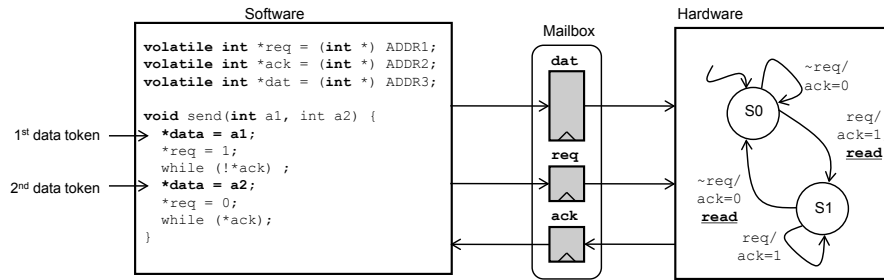 Software
volatile int *req = (int *) ADDR1;
volatile int *ack = (int *) ADDR2;
volatile int *dat = (int *) ADDR3;
void send(int a1, int a2) {
*data = a1;
*req = 1;
while (!*ack) ;
*data = a2;
*req = 0;
while (*ack);
}
1st data token
2nd data token
Mailbox
dat
req
ack
Hardware
~req/
ack=0
S0
req/
ack=1
read
~req/
ack=0
read
S1
req/
ack=1